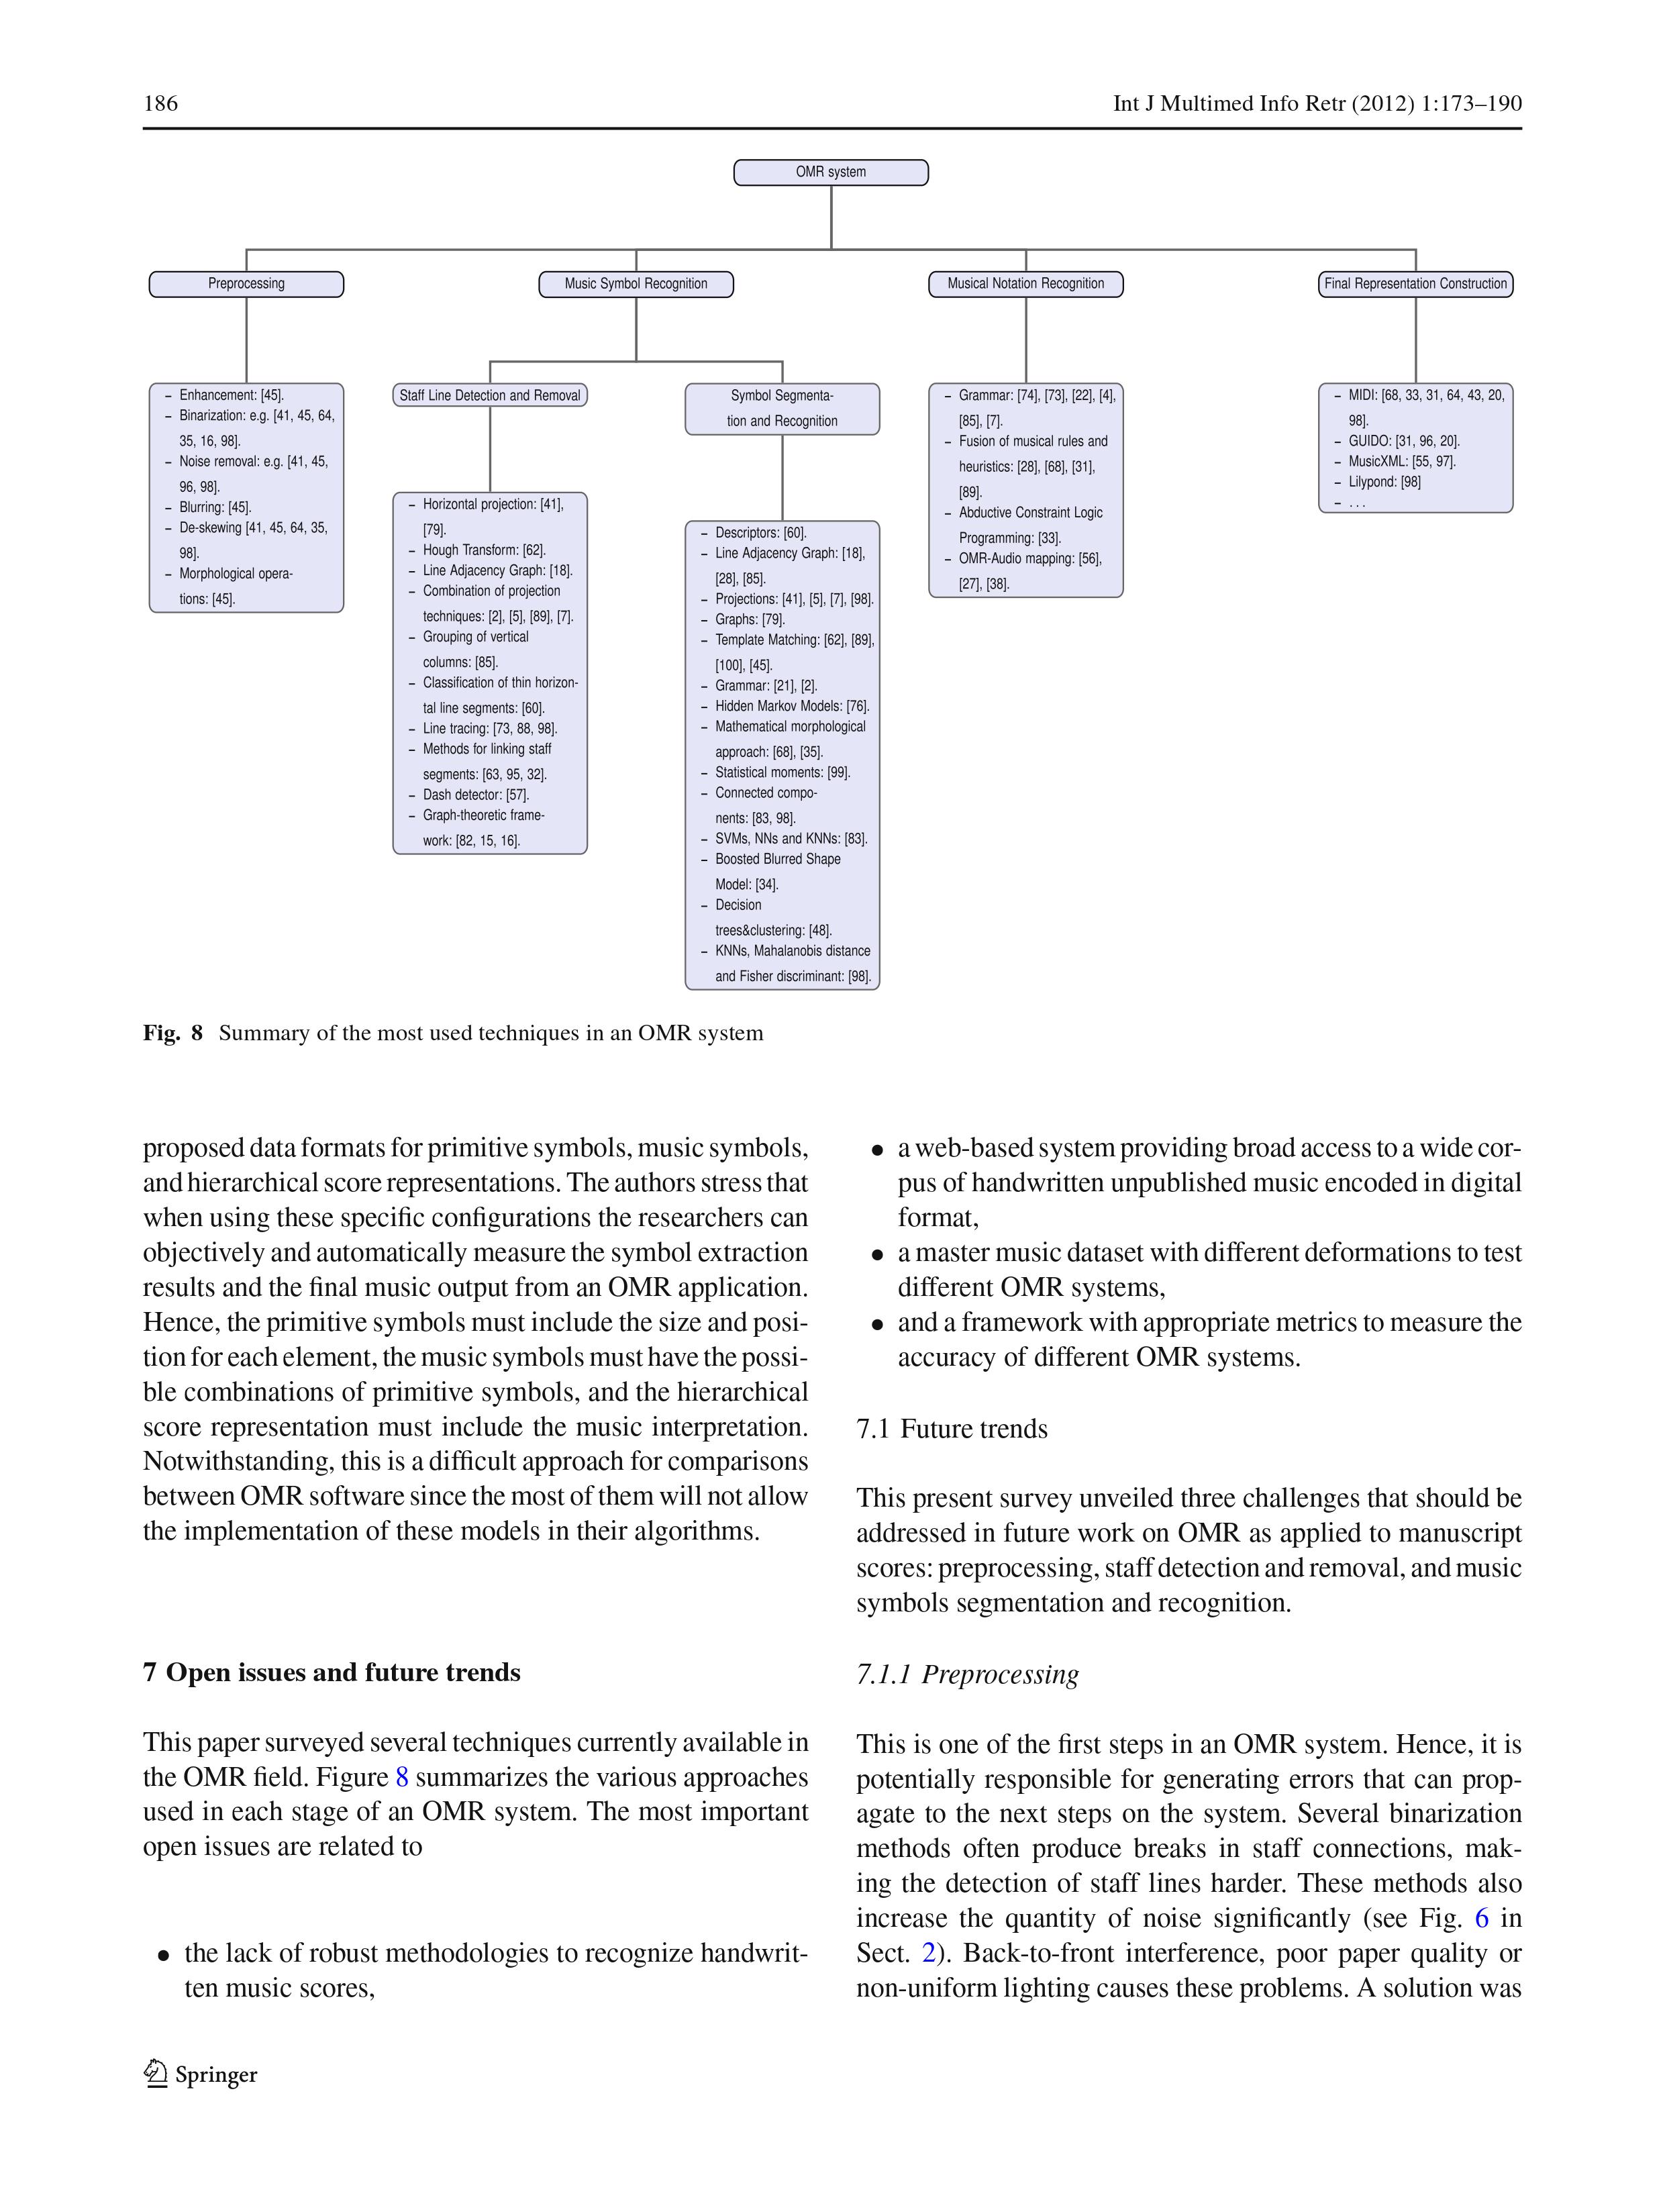 186
Int J Multimed Info Retr (2012) 1:173–190
OMR system
Preprocessing
Music Symbol Recognition
Musical Notation Recognition
Final Representation Construction
– Enhancement: [45].
– Binarization: e.g. [41, 45, 64,
35, 16, 98].
– Noise removal: e.g. [41, 45,
96, 98].
– Blurring: [45].
– De-skewing [41, 45, 64, 35,
98].
– Morphological opera-
tions: [45].
Staff Line Detection and Removal
– Horizontal projection: [41],
[79].
– Hough Transform: [62].
– Line Adjacency Graph: [18].
– Combination of projection
techniques: [2], [5], [89], [7].
– Grouping of vertical
columns: [85].
– Classification of thin horizon-
tal line segments: [60].
– Line tracing: [73, 88, 98].
– Methods for linking staff
segments: [63, 95, 32].
– Dash detector: [57].
– Graph-theoretic frame-
work: [82, 15, 16].
Symbol Segmenta-
tion and Recognition
– Descriptors: [60].
– Line Adjacency Graph: [18],
[28], [85].
– Projections: [41], [5], [7], [98].
– Graphs: [79].
– Template Matching: [62], [89],
[100], [45].
– Grammar: [21], [2].
– Hidden Markov Models: [76].
– Mathematical morphological
approach: [68], [35].
– Statistical moments: [99].
– Connected compo-
nents: [83, 98].
– SVMs, NNs and KNNs: [83].
– Boosted Blurred Shape
Model: [34].
– Decision
trees&clustering: [48].
– KNNs, Mahalanobis distance
and Fisher discriminant: [98].
– Grammar: [74], [73], [22], [4],
[85], [7].
– Fusion of musical rules and
heuristics: [28], [68], [31],
[89].
– Abductive Constraint Logic
Programming: [33].
– OMR-Audio mapping: [56],
[27], [38].
– MIDI: [68, 33, 31, 64, 43, 20,
98].
– GUIDO: [31, 96, 20].
– MusicXML: [55, 97].
– Lilypond: [98]
– . . .
Fig. 8 Summary of the most used techniques in an OMR system
proposed data formats for primitive symbols, music symbols,
and hierarchical score representations. The authors stress that
when using these specific configurations the researchers can
objectively and automatically measure the symbol extraction
results and the final music output from an OMR application.
Hence, the primitive symbols must include the size and posi-
tion for each element, the music symbols must have the possi-
ble combinations of primitive symbols, and the hierarchical
score representation must include the music interpretation.
Notwithstanding, this is a difficult approach for comparisons
between OMR software since the most of them will not allow
the implementation of these models in their algorithms.
7 Open issues and future trends
This paper surveyed several techniques currently available in
the OMR field. Figure 8 summarizes the various approaches
used in each stage of an OMR system. The most important
open issues are related to
• the lack of robust methodologies to recognize handwrit-
ten music scores,
• a web-based system providing broad access to a wide cor-
pus of handwritten unpublished music encoded in digital
format,
• a master music dataset with different deformations to test
different OMR systems,
• and a framework with appropriate metrics to measure the
accuracy of different OMR systems.
7.1 Future trends
This present survey unveiled three challenges that should be
addressed in future work on OMR as applied to manuscript
scores: preprocessing, staff detection and removal, and music
symbols segmentation and recognition.
7.1.1 Preprocessing
This is one of the first steps in an OMR system. Hence, it is
potentially responsible for generating errors that can prop-
agate to the next steps on the system. Several binarization
methods often produce breaks in staff connections, mak-
ing the detection of staff lines harder. These methods also
increase the quantity of noise significantly (see Fig. 6 in
Sect. 2). Back-to-front interference, poor paper quality or
non-uniform lighting causes these problems. A solution was
Springer